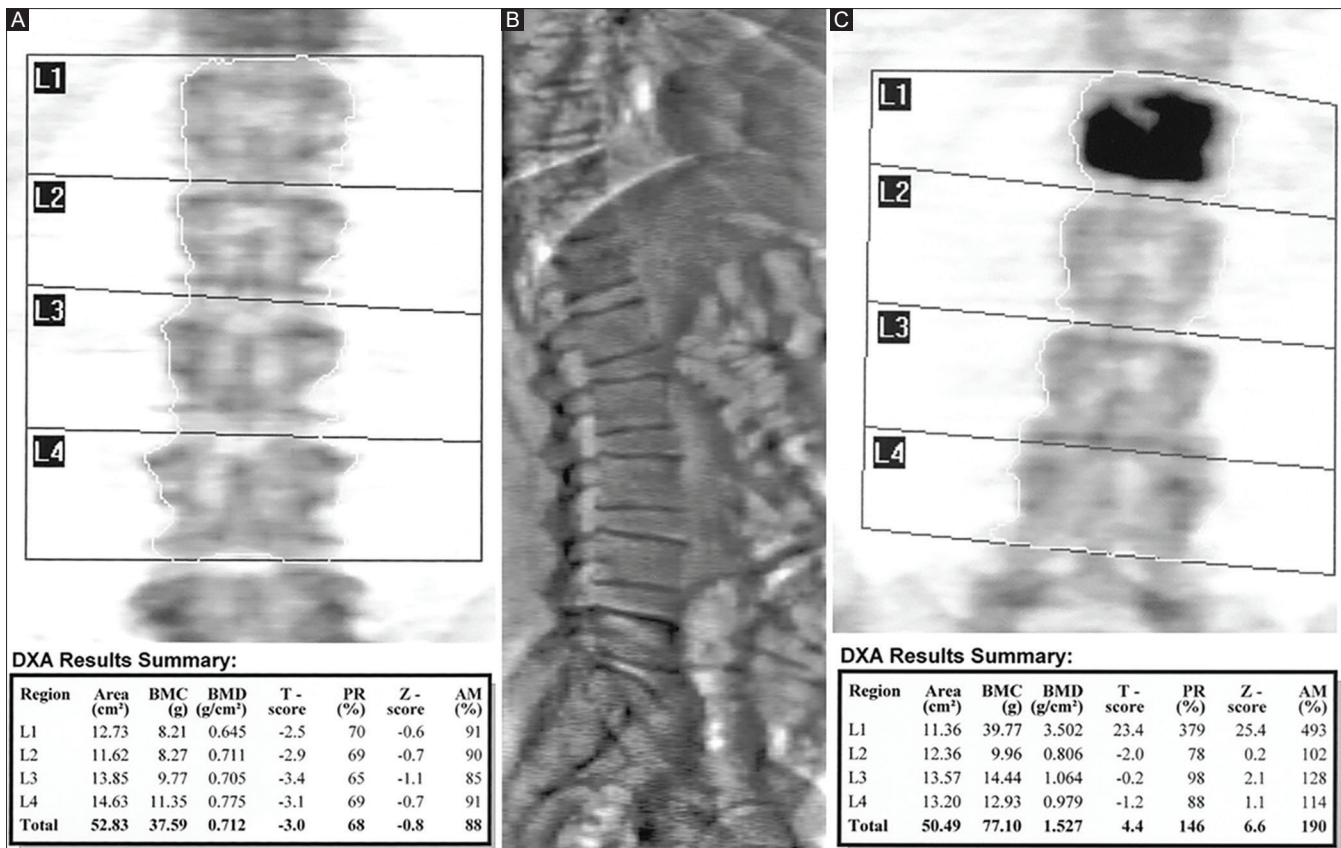 A
B
C
L1
L2
L3
L4
DXA Results Summary:
Region Area (cm²) BMC (g) BMD (g/cm²) T - score PR (%) Z - score AM (%)
L1 12.73 8.21 0.645 -2.5 70 -0.6 91
L2 11.62 8.27 0.711 -2.9 69 -0.7 90
L3 13.85 9.77 0.705 -3.4 65 -1.1 85
L4 14.63 11.35 0.775 -3.1 69 -0.7 91
Total 52.83 37.59 0.712 -3.0 68 -0.8 88
L1
L2
L3
L4
DXA Results Summary:
Region Area (cm²) BMC (g) BMD (g/cm²) T - score PR (%) Z - score AM (%)
L1 11.36 39.77 3.502 23.4 379 25.4 493
L2 12.36 9.96 0.806 -2.0 78 0.2 102
L3 13.57 14.44 1.064 -0.2 98 2.1 128
L4 13.20 12.93 0.979 -1.2 88 1.1 114
Total 50.49 77.10 1.527 4.4 146 6.6 190